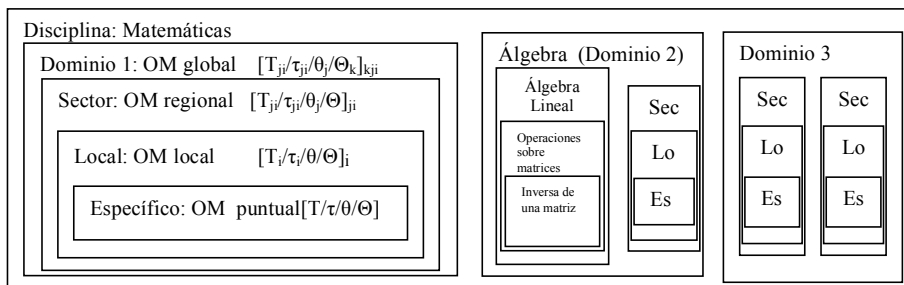 Disciplina: Matemáticas
Dominio 1: OM global [Tji/τji/θj/Θk]kji
Sector: OM regional [Tji/τji/θj/Θ]ji
Local: OM local [Ti/τi/θ/Θ]i
Específico: OM puntual[T/τ/θ/Θ]
Álgebra (Dominio 2)
Álgebra
Lineal
Operaciones
sobre
matrices
Inversa de
una matriz
Sec
Lo
Es
Dominio 3
Sec
Lo
Es
Sec
Lo
Es